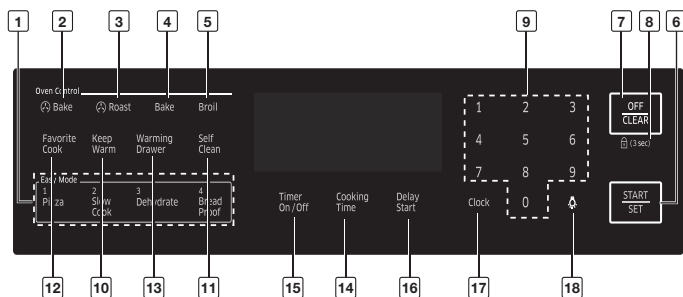 1 2 3 4 5 9 7 8 6
Oven Control
Bake Roast Bake Broil
Favorite Cook
Keep Warm
Warming Drawer
Self Clean
Easy Mode
1 Pizza
2 Slow Cook
3 Dehydrate
4 Bread Proof
Timer On/Off
Cooking Time
Delay Start
1 2 3
4 5 6
7 8 9
Clock 0
OFF
CLEAR
(3 sec)
START
SET
12 10 13 11 15 14 16 17 18